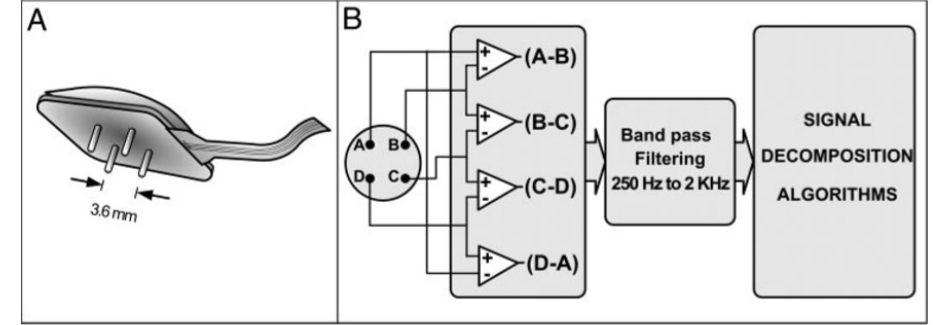 A
3.6 mm
B
A
B
D
C
+
-
(A-B)
+
-
(B-C)
+
-
(C-D)
+
-
(D-A)
Band pass
Filtering
250 Hz to 2 KHz
SIGNAL
DECOMPOSITION
ALGORITHMS